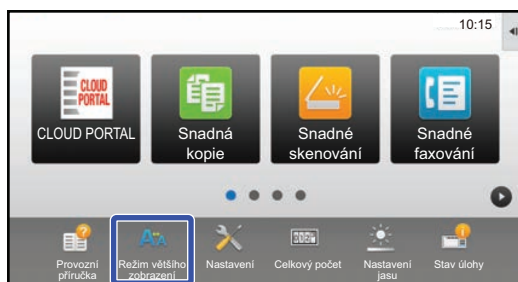 10:15
CLOUD
PORTAL
CLOUD PORTAL
Snadná
kopie
Snadné
skenování
Snadné
faxování
Provozní
příručka
AAA
Režim většího
zobrazení
Nastavení
Celkový počet
Nastavení
jasu
Stav úlohy